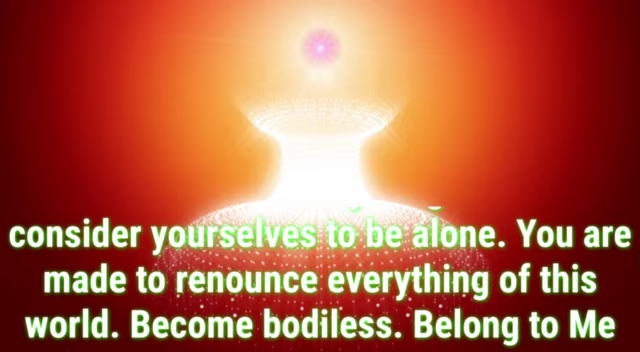 consider yourselves to be alone. You are
made to renounce everything of this
world. Become bodiless. Belong to Me